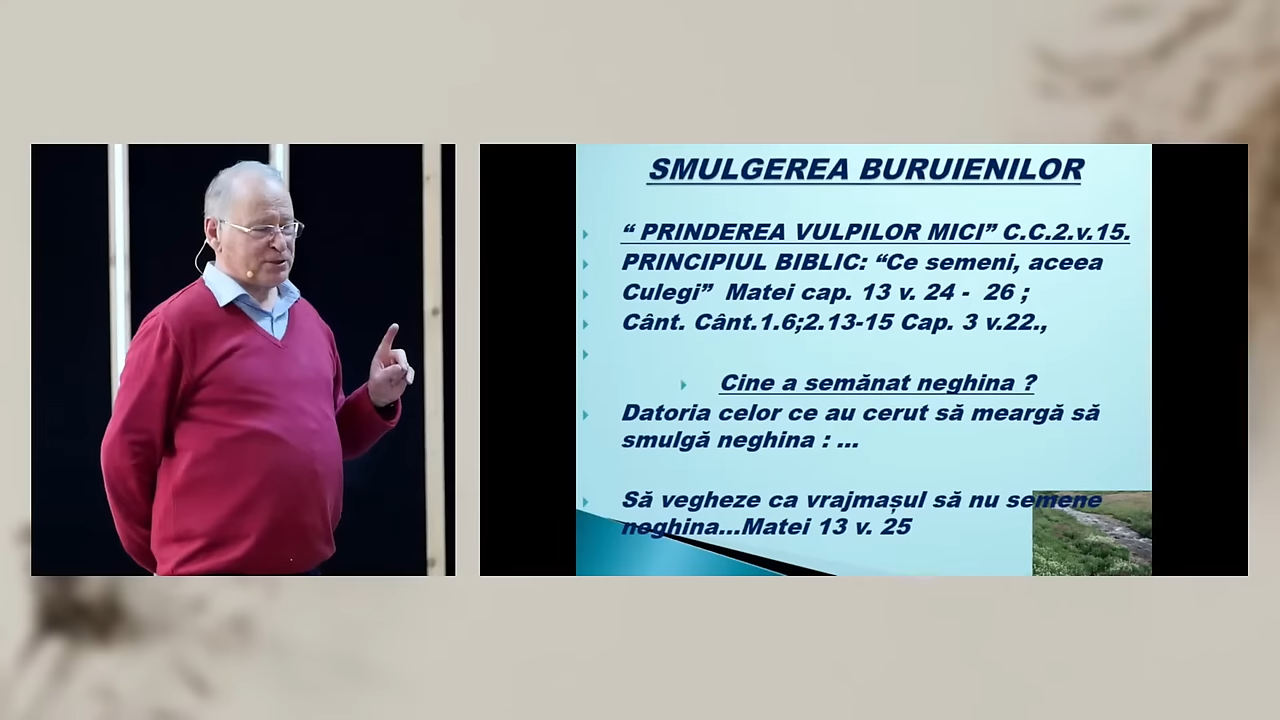 SMULGEREA BURUIENILOR
“ PRINDEREA VULPILOR MICI” C.C.2.v.15.
PRINCIPIUL BIBLIC: “Ce semeni, aceea
Culegi” Matei cap. 13 v. 24 - 26 ;
Cânt. Cânt.1.6;2.13-15 Cap. 3 v.22.,
Cine a semănat neghina ?
Datoria celor ce au cerut să meargă să
smulgă neghina : ...
Să vegheze ca vrajmașul să nu semene
neghina...Matei 13 v. 25